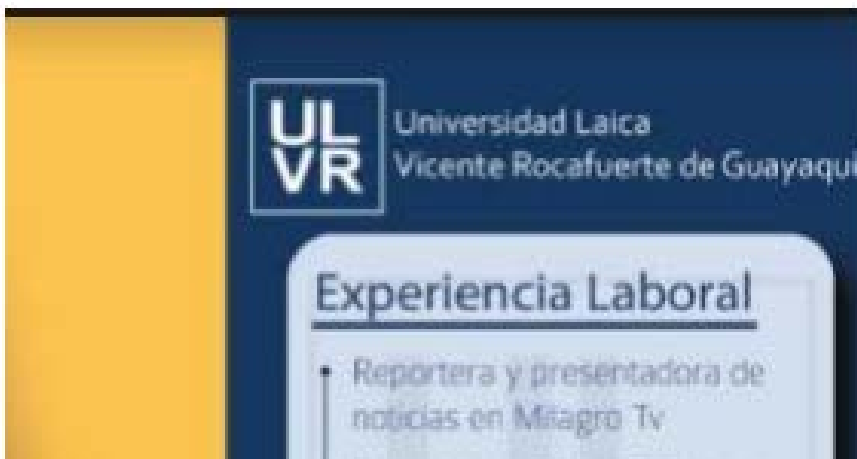 UL
VR
Universidad Laica
Vicente Rocafuerte de Guayaqui
Experiencia Laboral
• Reportera y presentadora de
noticias en Milagro Tv